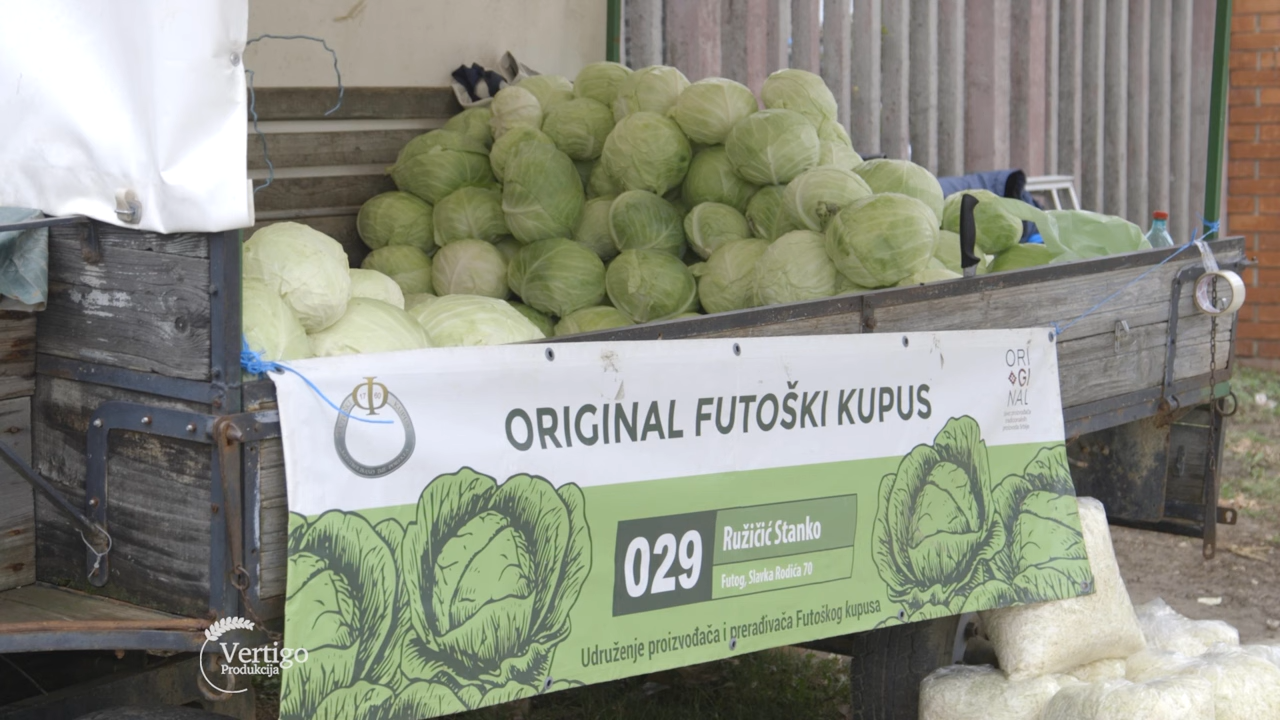 ORIGINAL FUTOŠKI KUPUS
ORI
GI
NAL
029
Ružičić Stanko
Futog, Slavka Rodića 70
Udruženje proizvođača i prerađivača Futoškog kupusa
Vertigo
Produkcija